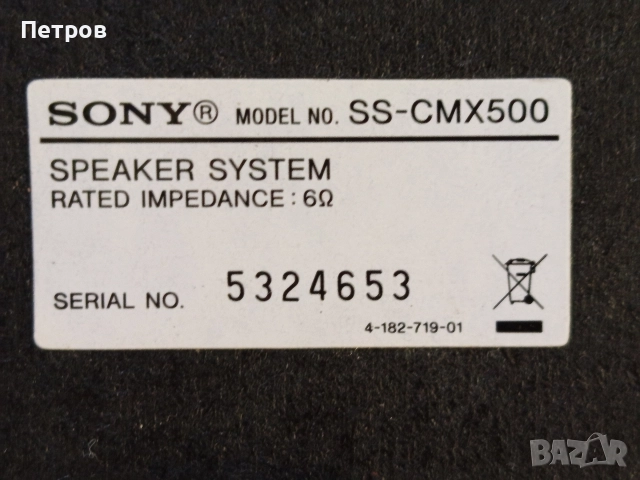 Петров
SONY® MODEL NO. SS-CMX500
SPEAKER SYSTEM
RATED IMPEDANCE : 6Ω
SERIAL NO. 5324653
4-182-719-01
BAZAR